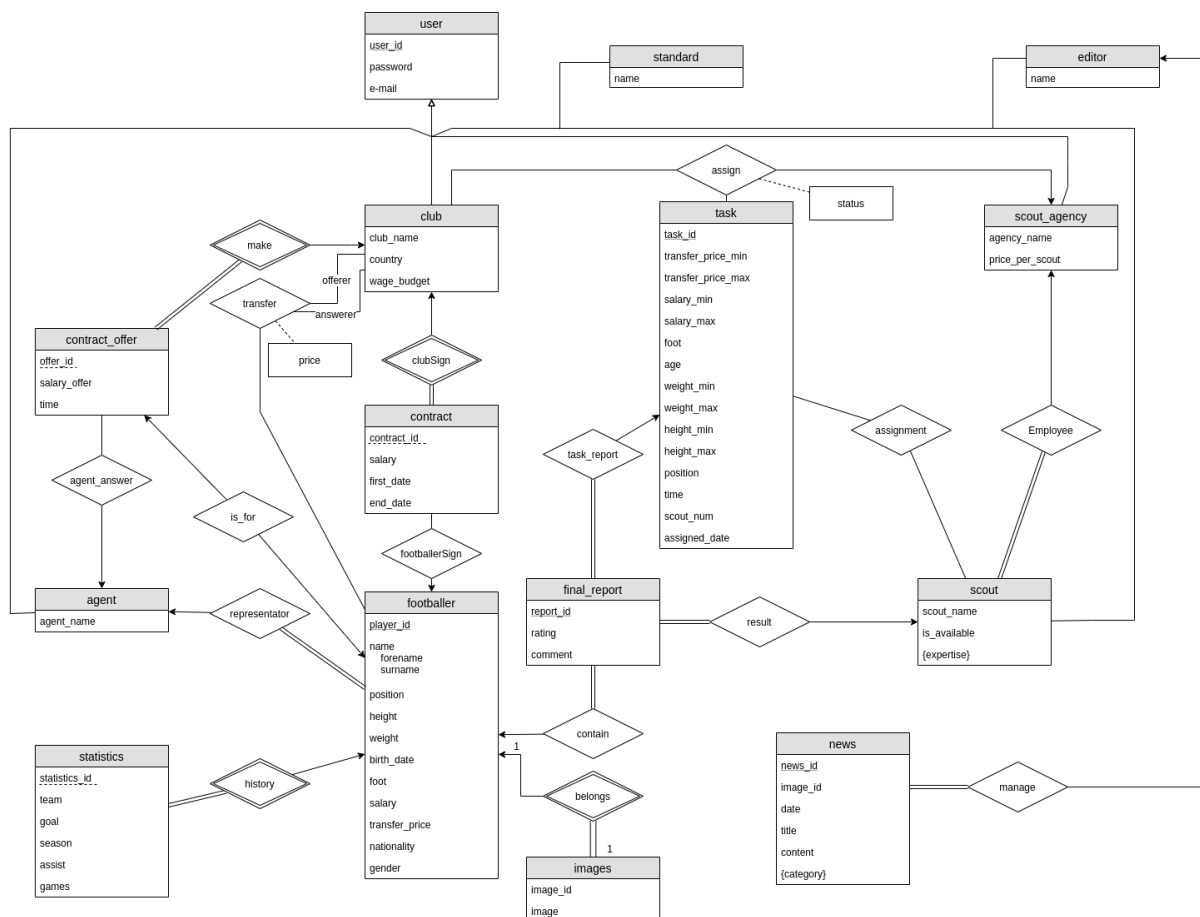 user
user_id
password
e-mail
standard
name
editor
name
assign
status
club
club_name
country
wage_budget
make
offerer
transfer
answerer
price
task
task_id
transfer_price_min
transfer_price_max
salary_min
salary_max
foot
age
weight_min
weight_max
height_min
height_max
position
time
scout_num
assigned_date
scout_agency
agency_name
price_per_scout
contract_offer
offer_id
salary_offer
time
clubSign
contract
contract_id
salary
first_date
end_date
task_report
assignment
Employee
agent_answer
is_for
footballerSign
agent
agent_name
representator
footballer
player_id
name
forename
surname
position
height
weight
birth_date
foot
salary
transfer_price
nationality
gender
final_report
report_id
rating
comment
result
scout
scout_name
is_available
{expertise}
contain
1
belongs
1
images
image_id
image
statistics
statistics_id
team
goal
season
assist
games
history
news
news_id
image_id
date
title
content
{category}
manage